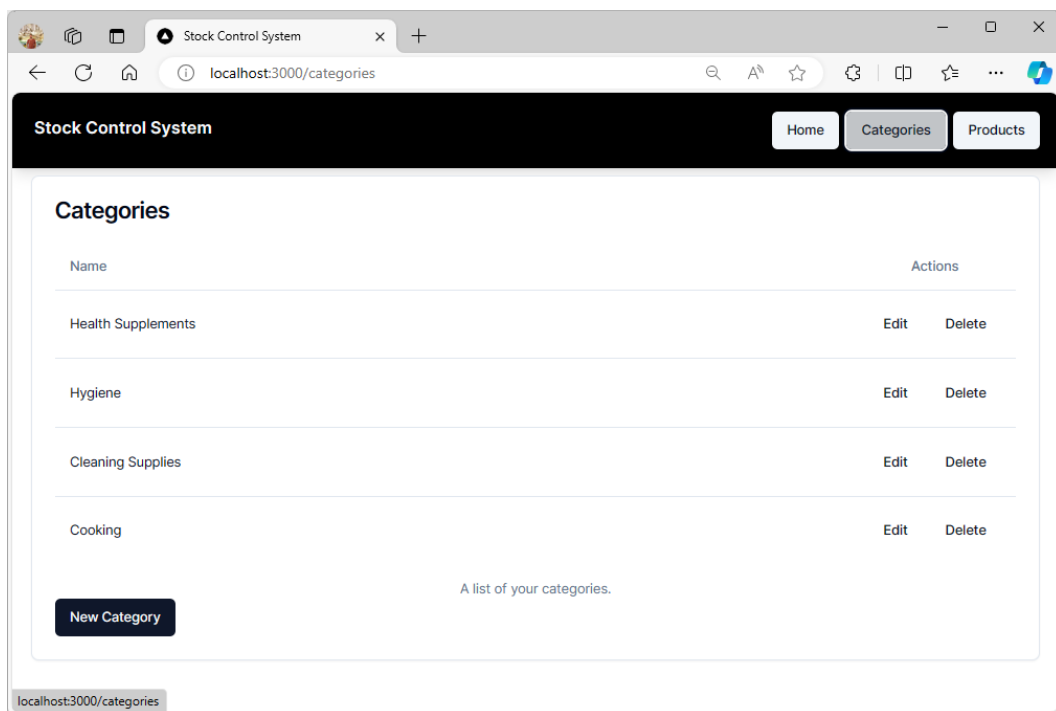 Stock Control System
localhost:3000/categories
Stock Control System
Home Categories Products
Categories
Name Actions
Health Supplements Edit Delete
Hygiene Edit Delete
Cleaning Supplies Edit Delete
Cooking Edit Delete
A list of your categories.
New Category
localhost:3000/categories